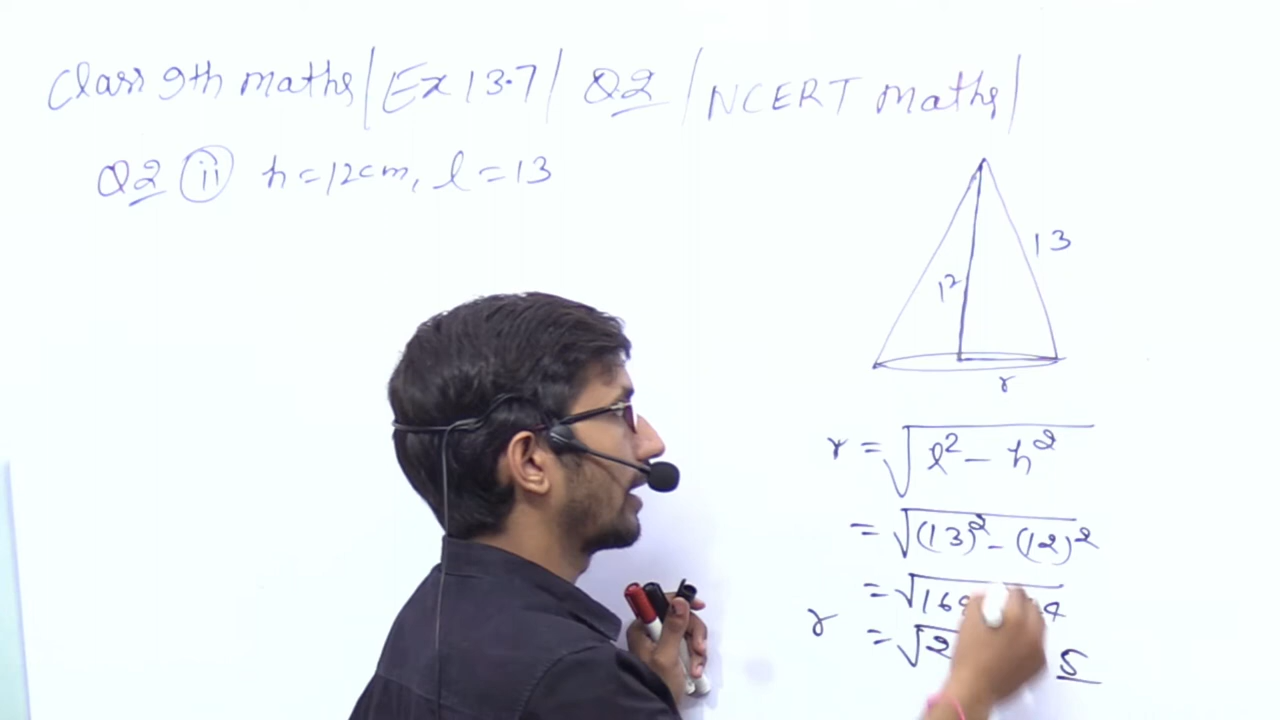 Class 9th maths | Ex 13.7 | Q2 | NCERT maths |
Q2 (ii) h = 12cm, l = 13
13
12
r
r = √l² - h²
= √(13)² - (12)²
= √16
r = √2 5